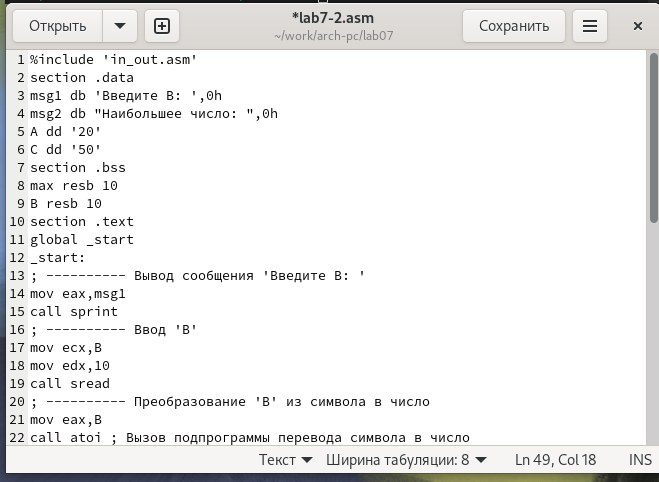 Открыть
*lab7-2.asm
~/work/arch-pc/lab07
Сохранить
1 %include 'in_out.asm'
2 section .data
3 msg1 db 'Введите B: ',0h
4 msg2 db "Наибольшее число: ",0h
5 A dd '20'
6 C dd '50'
7 section .bss
8 max resb 10
9 B resb 10
10 section .text
11 global _start
12 _start:
13 ; ---------- Вывод сообщения 'Введите B: '
14 mov eax,msg1
15 call sprint
16 ; ---------- Ввод 'B'
17 mov ecx,B
18 mov edx,10
19 call sread
20 ; ---------- Преобразование 'B' из символа в число
21 mov eax,B
22 call atoi ; Вызов подпрограммы перевода символа в число
Текст Ширина табуляции: 8 Ln 49, Col 18 INS